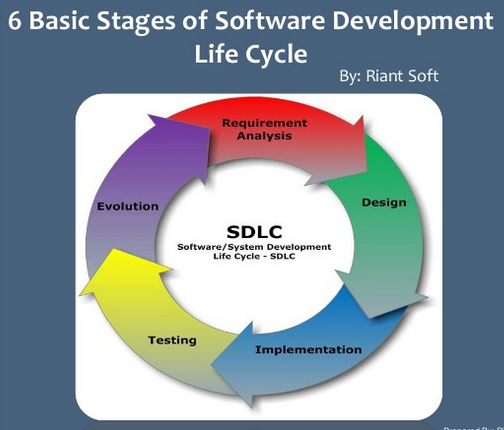 6 Basic Stages of Software Development
Life Cycle
By: Riant Soft
Requirement
Analysis
Design
Evolution
SDLC
Software/System Development
Life Cycle - SDLC
Testing
Implementation